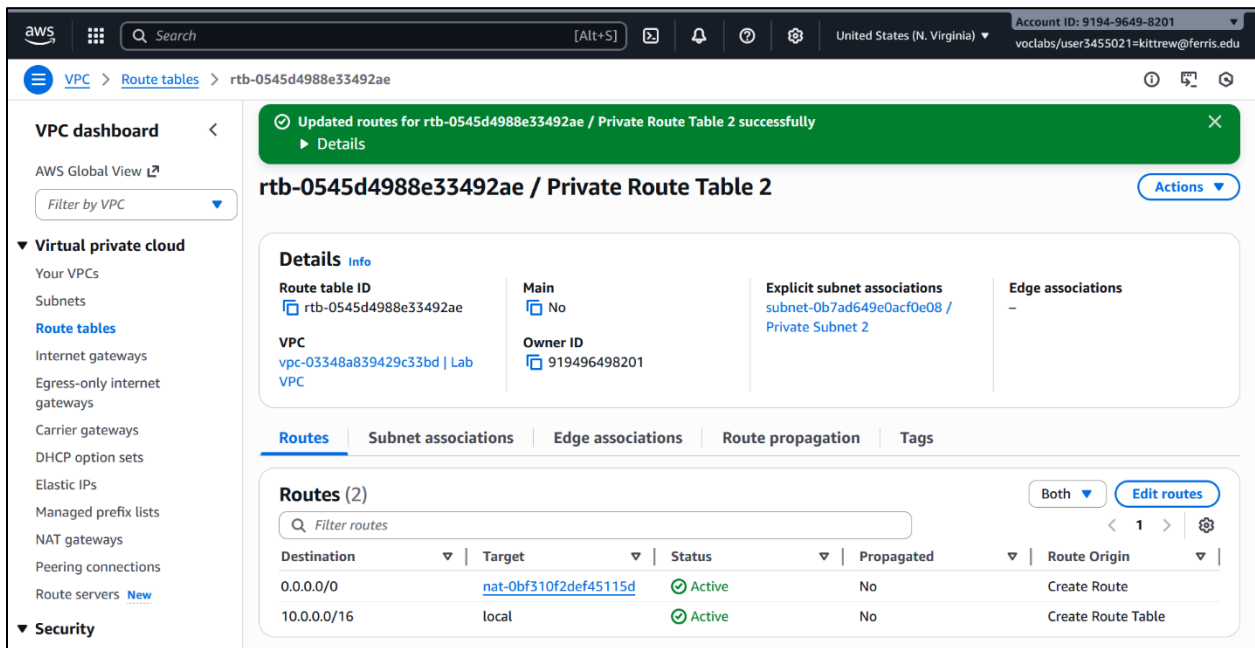 aws
Search
[Alt+S]
United States (N. Virginia)
Account ID: 9194-9649-8201
voclabs/user3455021=kittrew@ferris.edu
VPC > Route tables > rtb-0545d4988e33492ae
VPC dashboard
AWS Global View
Filter by VPC
Virtual private cloud
Your VPCs
Subnets
Route tables
Internet gateways
Egress-only internet
gateways
Carrier gateways
DHCP option sets
Elastic IPs
Managed prefix lists
NAT gateways
Peering connections
Route servers New
Security
Updated routes for rtb-0545d4988e33492ae / Private Route Table 2 successfully
Details
rtb-0545d4988e33492ae / Private Route Table 2
Actions
Details Info
Route table ID
rtb-0545d4988e33492ae
Main
No
Explicit subnet associations
subnet-0b7ad649e0acf0e08 /
Private Subnet 2
Edge associations
–
VPC
vpc-03348a839429c33bd | Lab
VPC
Owner ID
919496498201
Routes Subnet associations Edge associations Route propagation Tags
Routes (2)
Both
Edit routes
Filter routes
1
Destination Target Status Propagated Route Origin
0.0.0.0/0 nat-0bf310f2def45115d Active No Create Route
10.0.0.0/16 local Active No Create Route Table